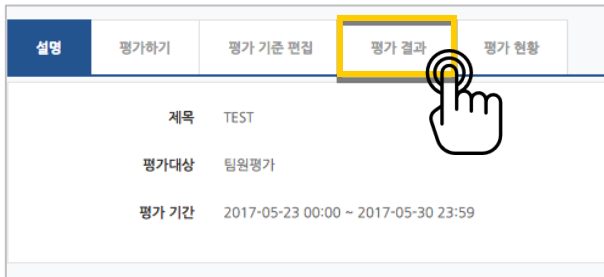 설명 평가하기 평가 기준 편집 평가 결과 평가 현황
제목 TEST
평가대상 팀원평가
평가 기간 2017-05-23 00:00 ~ 2017-05-30 23:59